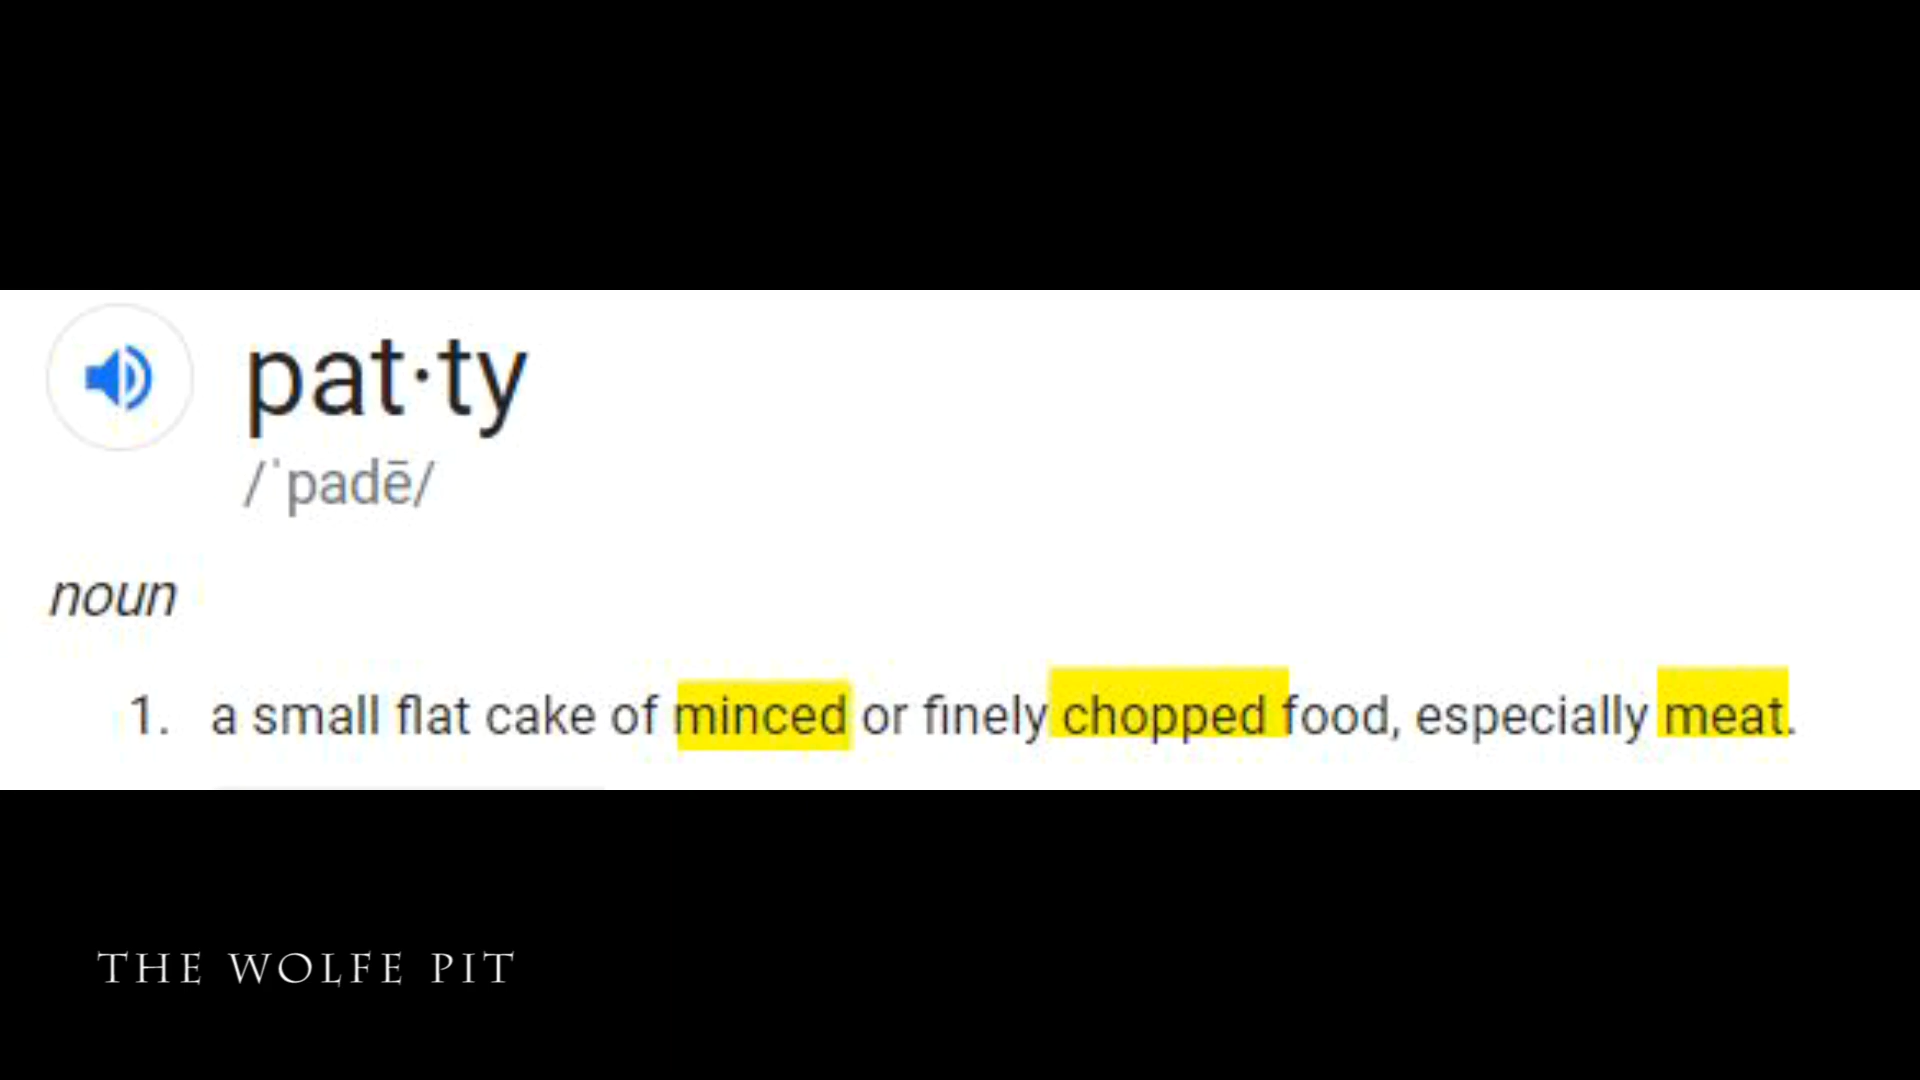 pat·ty
/ˈpadē/
noun
1. a small flat cake of minced or finely chopped food, especially meat.
THE WOLFE PIT